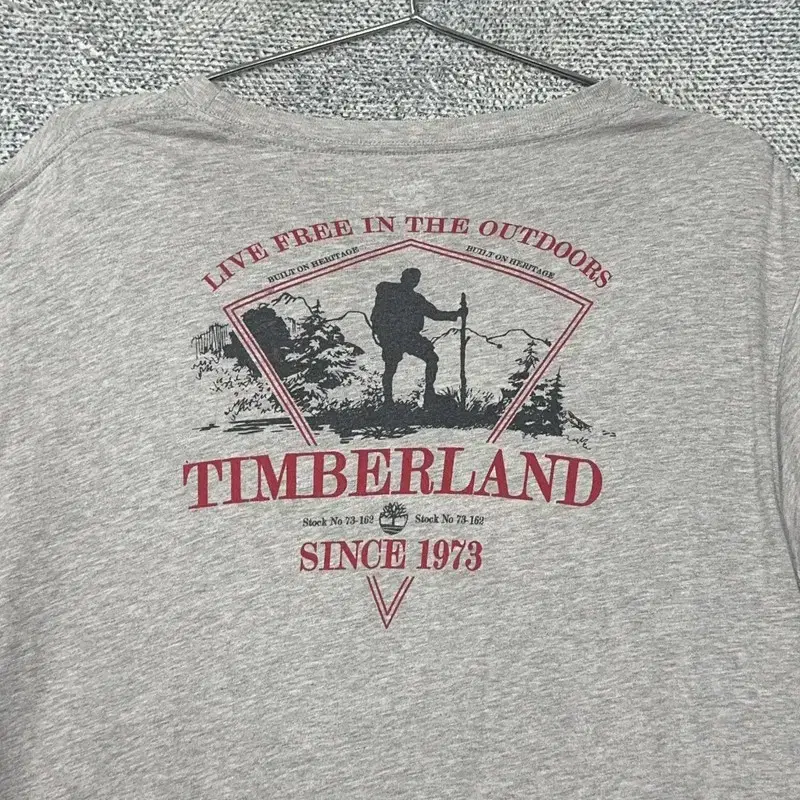 LIVE FREE IN THE OUTDOORS
BUILT ON HERITAGE BUILT ON HERITAGE
TIMBERLAND
Stock No 73-162 Stock No 73-162
SINCE 1973